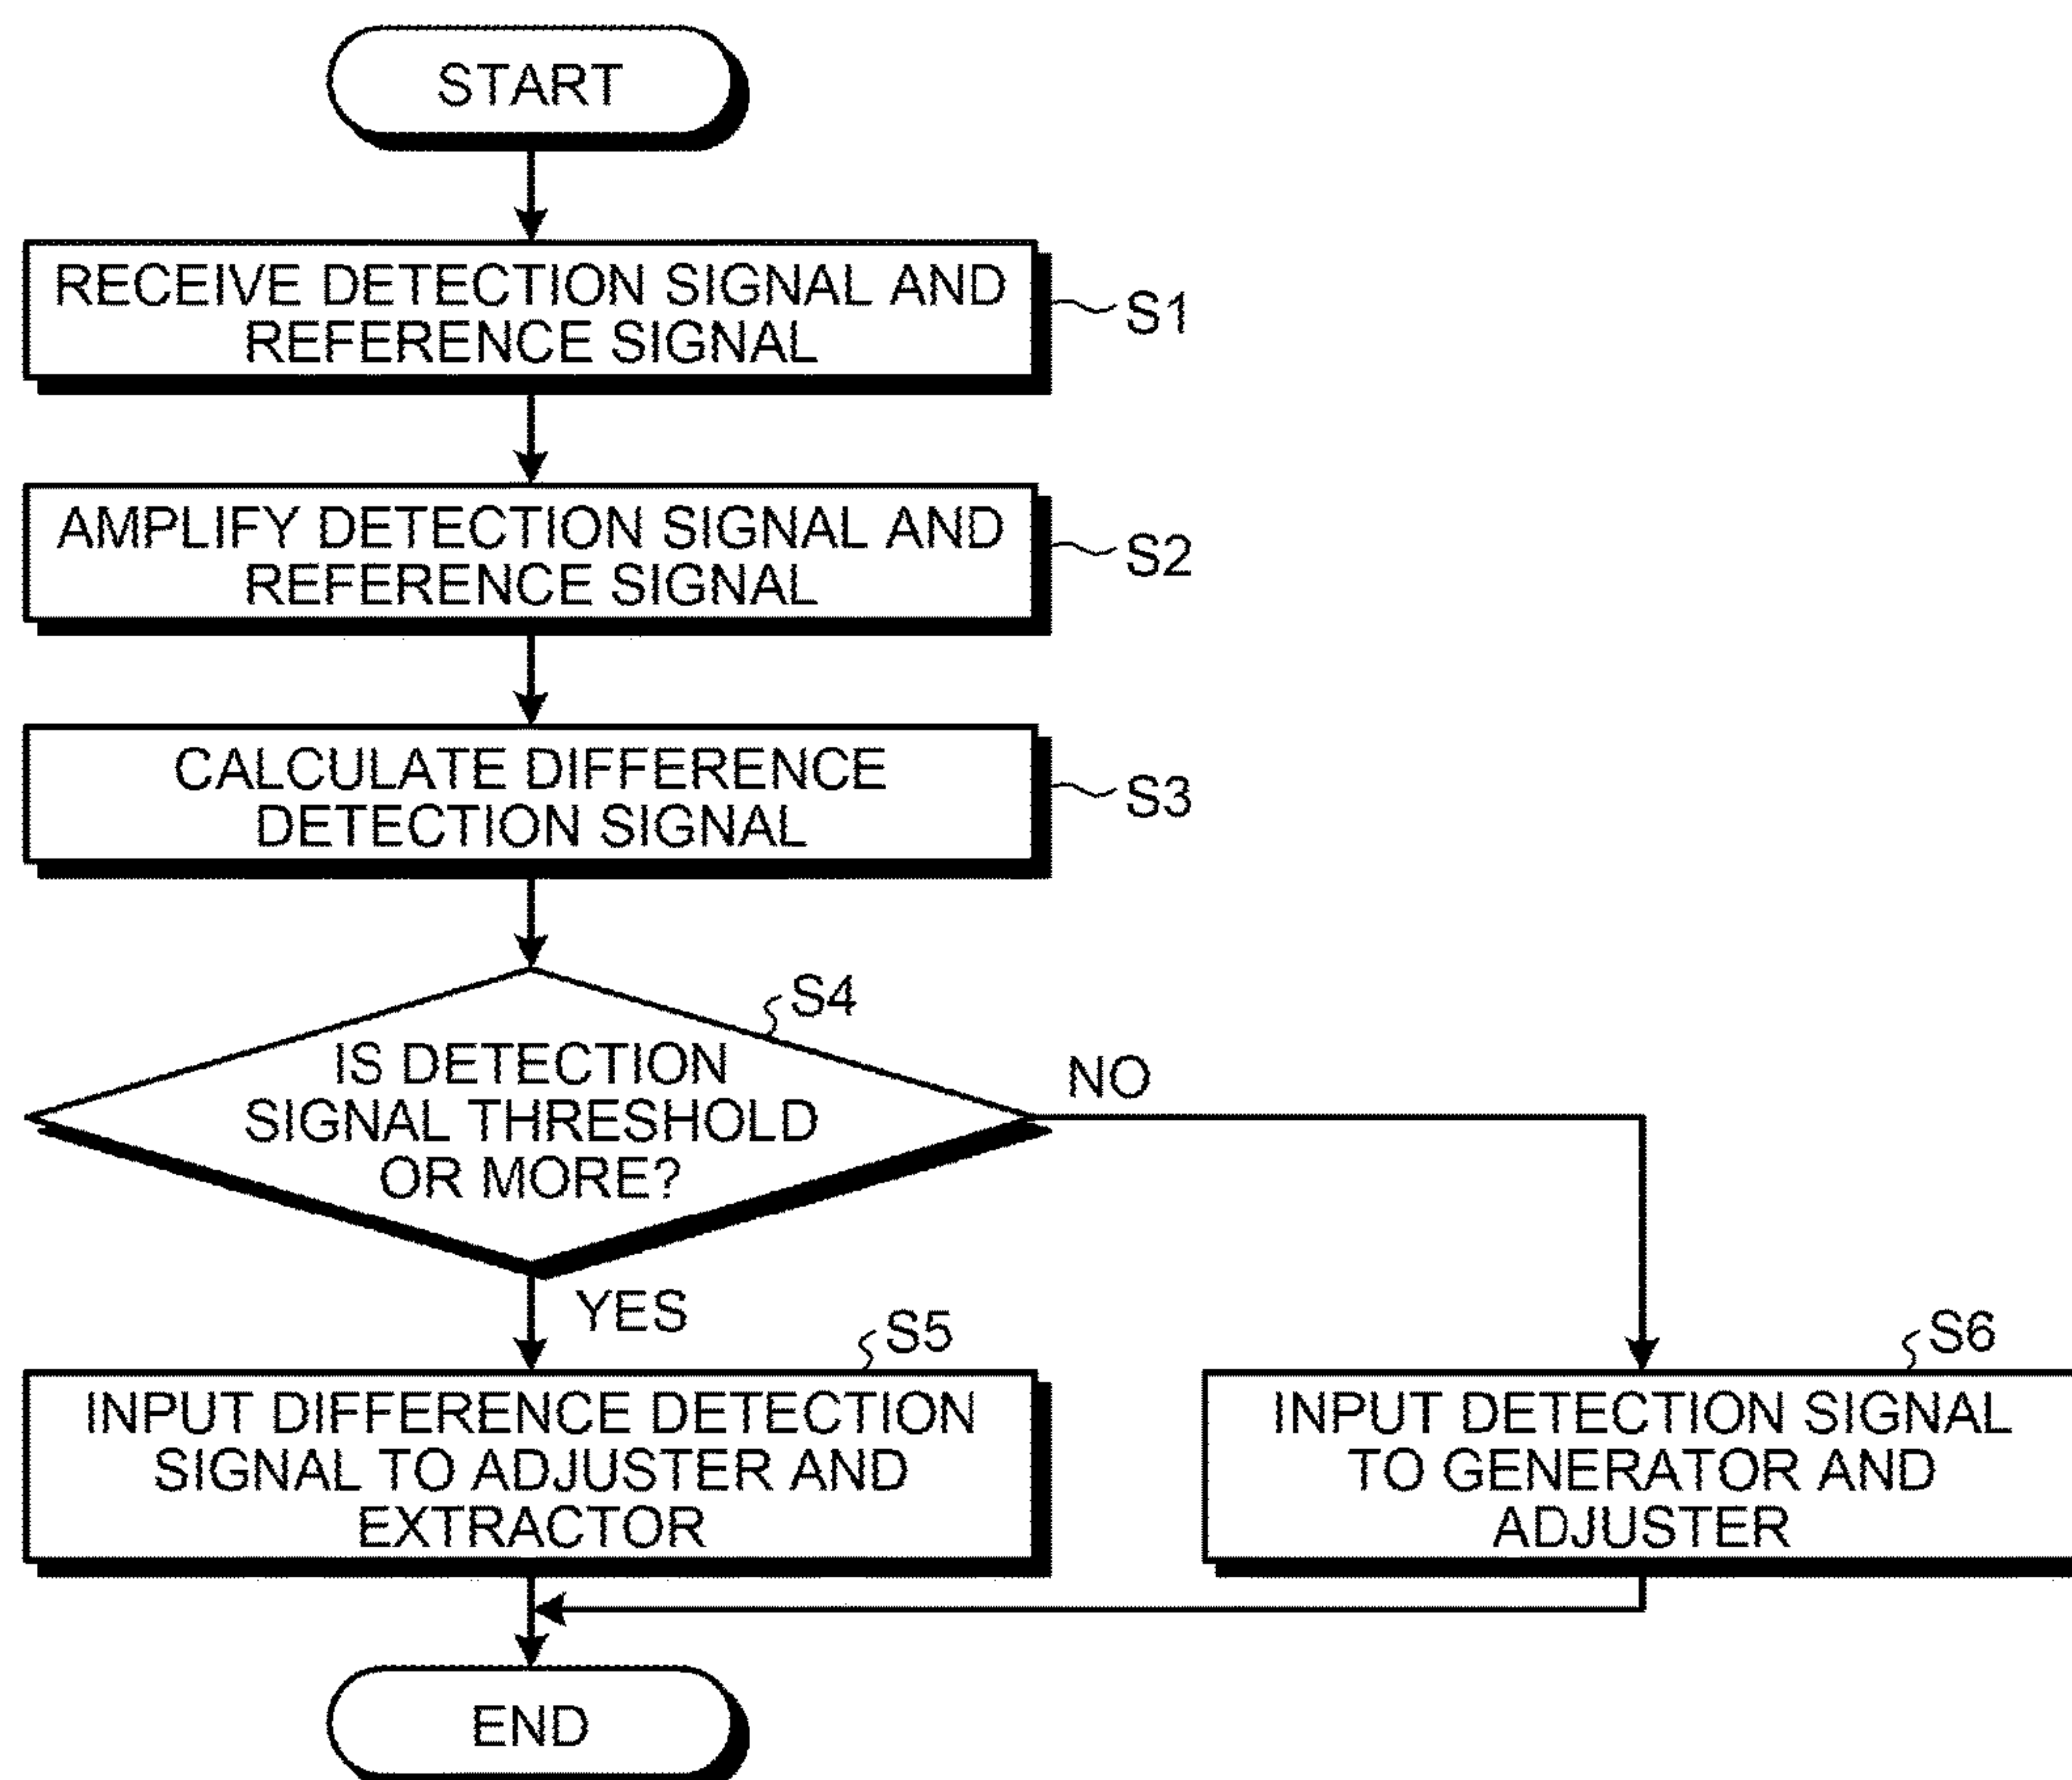 START
RECEIVE DETECTION SIGNAL AND
REFERENCE SIGNAL
S1
AMPLIFY DETECTION SIGNAL AND
REFERENCE SIGNAL
S2
CALCULATE DIFFERENCE
DETECTION SIGNAL
S3
S4
IS DETECTION
SIGNAL THRESHOLD
OR MORE?
NO
YES
S5
INPUT DIFFERENCE DETECTION
SIGNAL TO ADJUSTER AND
EXTRACTOR
S6
INPUT DETECTION SIGNAL
TO GENERATOR AND
ADJUSTER
END